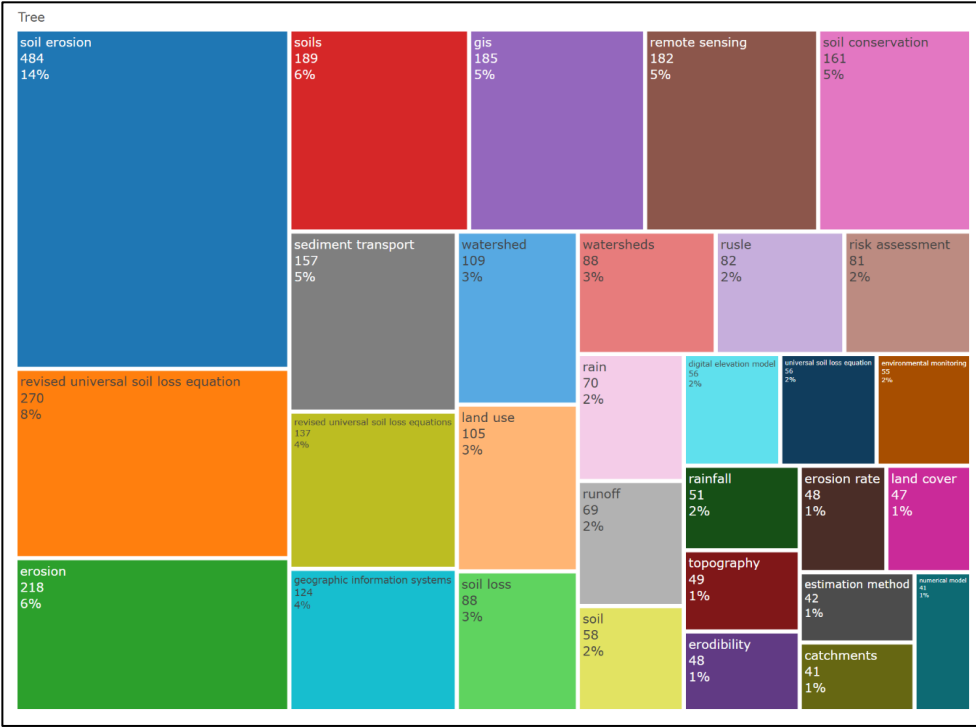 Tree
soil erosion
484
14%
revised universal soil loss equation
270
8%
erosion
218
6%
soils
189
6%
gis
185
5%
remote sensing
182
5%
soil conservation
161
5%
sediment transport
157
5%
revised universal soil loss equations
137
4%
geographic information systems
124
4%
watershed
109
3%
land use
105
3%
soil loss
88
3%
watersheds
88
3%
rusle
82
2%
risk assessment
81
2%
rain
70
2%
runoff
69
2%
soil
58
2%
digital elevation model
56
2%
universal soil loss equation
56
2%
environmental monitoring
55
2%
rainfall
51
2%
topography
49
1%
erodibility
48
1%
erosion rate
48
1%
land cover
47
1%
estimation method
42
1%
catchments
41
1%
numerical model
41
1%